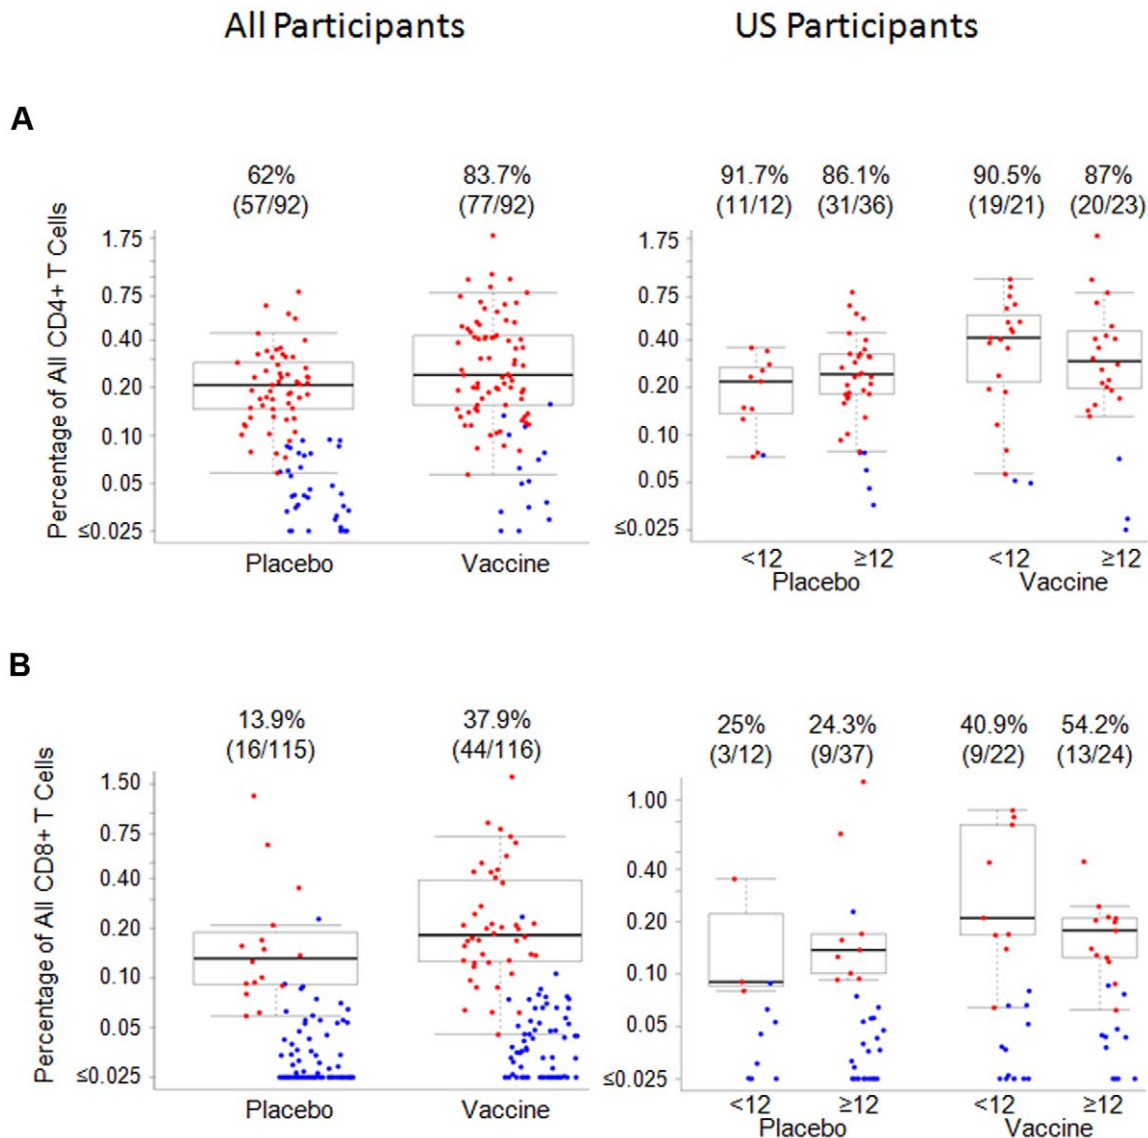 All Participants US Participants
A
62% 83.7% 91.7% 86.1% 90.5% 87%
(57/92) (77/92) (11/12) (31/36) (19/21) (20/23)
Percentage of All CD4+ T Cells
1.75 1.75
0.75 0.75
0.40 0.40
0.20 0.20
0.10 0.10
0.05 0.05
≤0.025 ≤0.025
<12 ≥12 <12 ≥12
Placebo Vaccine Placebo Vaccine
B
13.9% 37.9% 25% 24.3% 40.9% 54.2%
(16/115) (44/116) (3/12) (9/37) (9/22) (13/24)
Percentage of All CD8+ T Cells
1.50 1.00
0.75 0.40
0.40 0.20
0.20 0.10
0.10 0.05
0.05 ≤0.025
≤0.025
<12 ≥12 <12 ≥12
Placebo Vaccine Placebo Vaccine